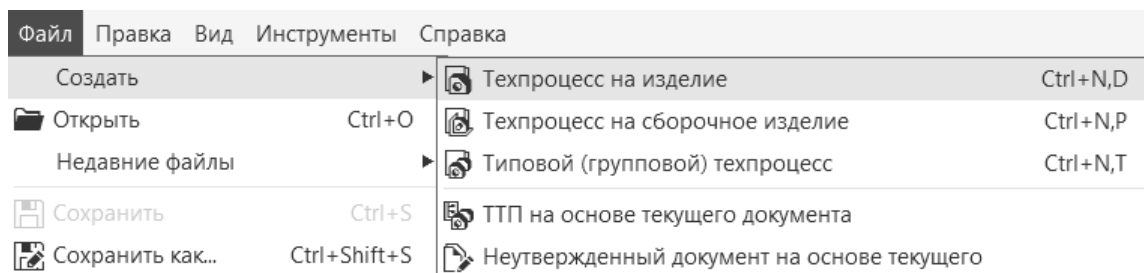 Файл Правка Вид Инструменты Справка
Создать
Техпроцесс на изделие Ctrl+N,D
Открыть Ctrl+O
Техпроцесс на сборочное изделие Ctrl+N,P
Недавние файлы
Типовой (групповой) техпроцесс Ctrl+N,T
Сохранить Ctrl+S
ТТП на основе текущего документа
Сохранить как... Ctrl+Shift+S
Неутвержденный документ на основе текущего